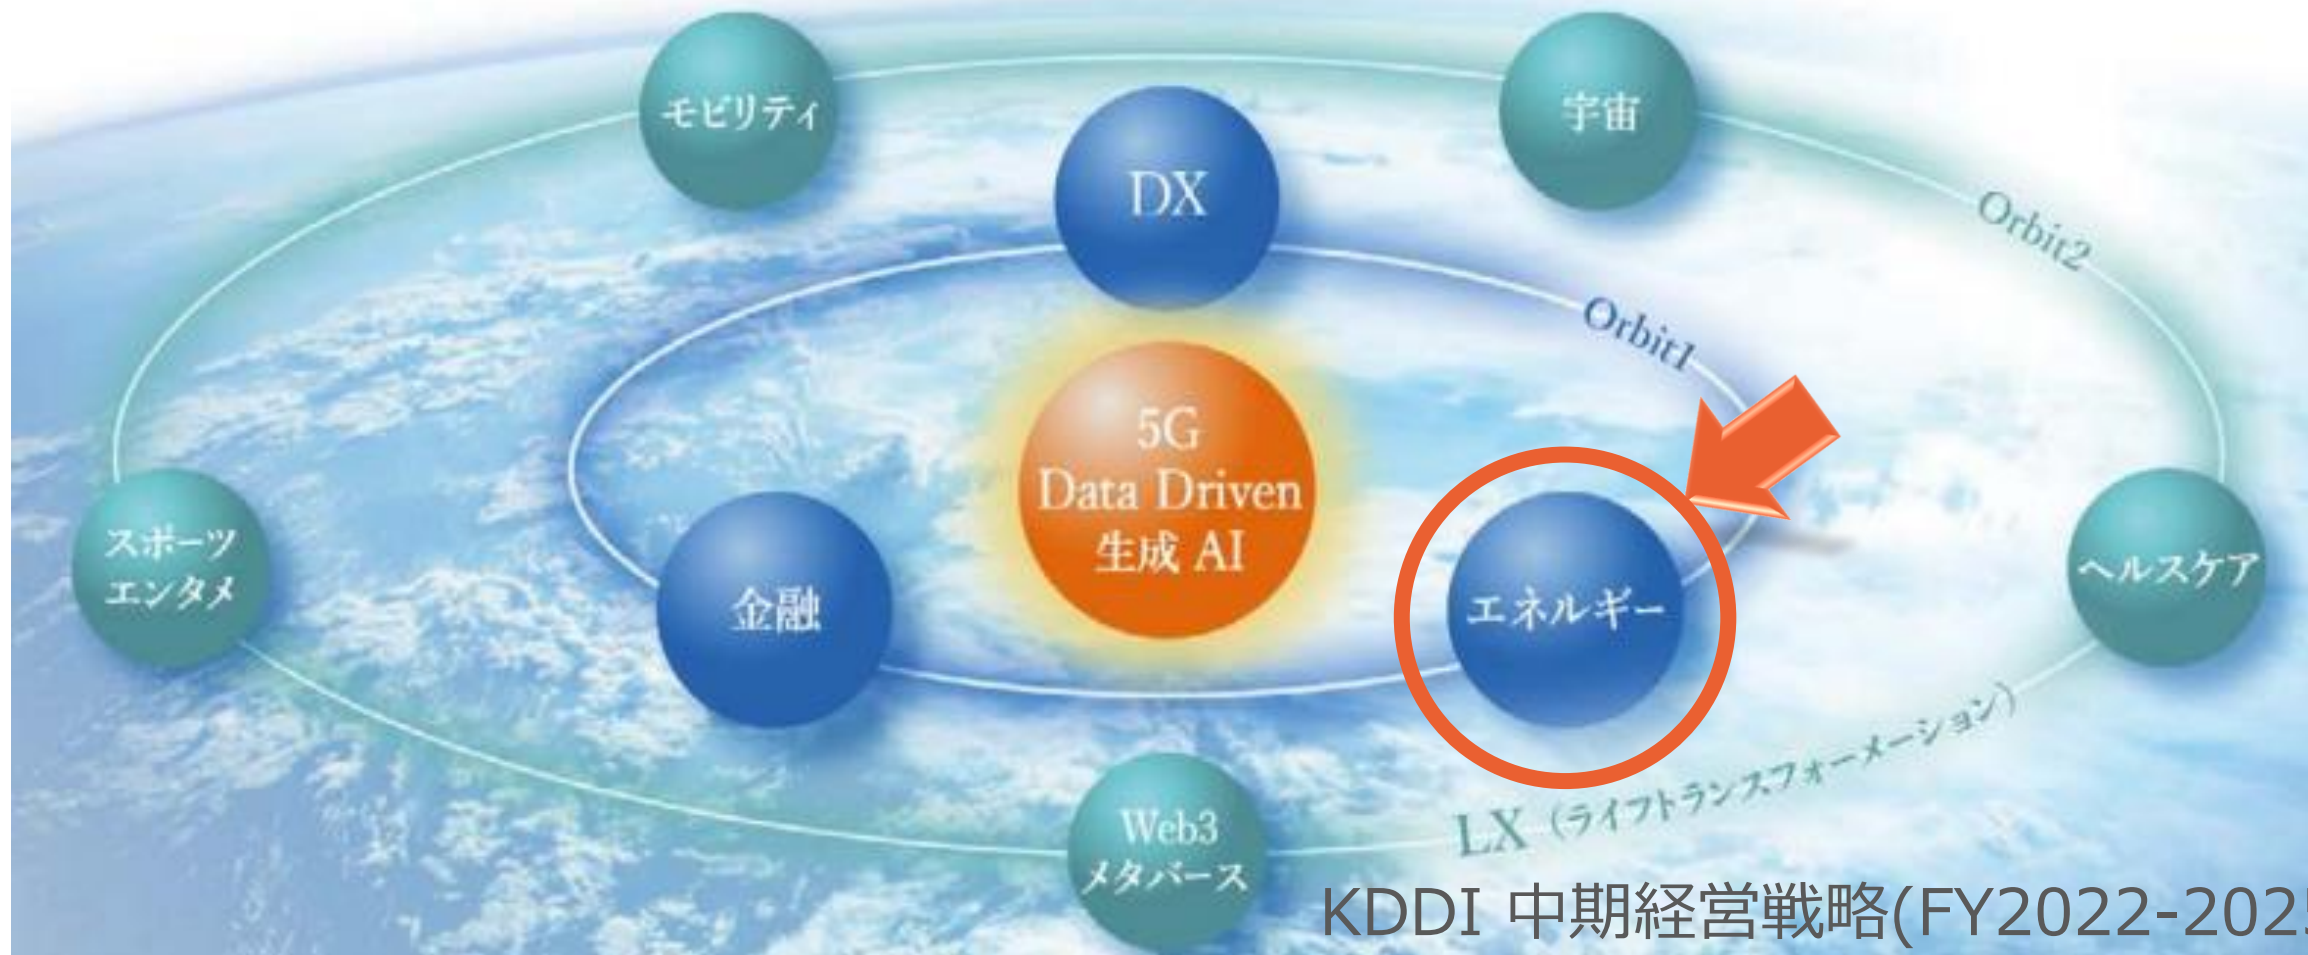 モビリティ
宇宙
DX
Orbit2
Orbit1
5G
Data Driven
生成 AI
スポーツ
エンタメ
金融
エネルギー
ヘルスケア
LX（ライフトランスフォーメーション）
Web3
メタバース
KDDI 中期経営戦略(FY2022-2025